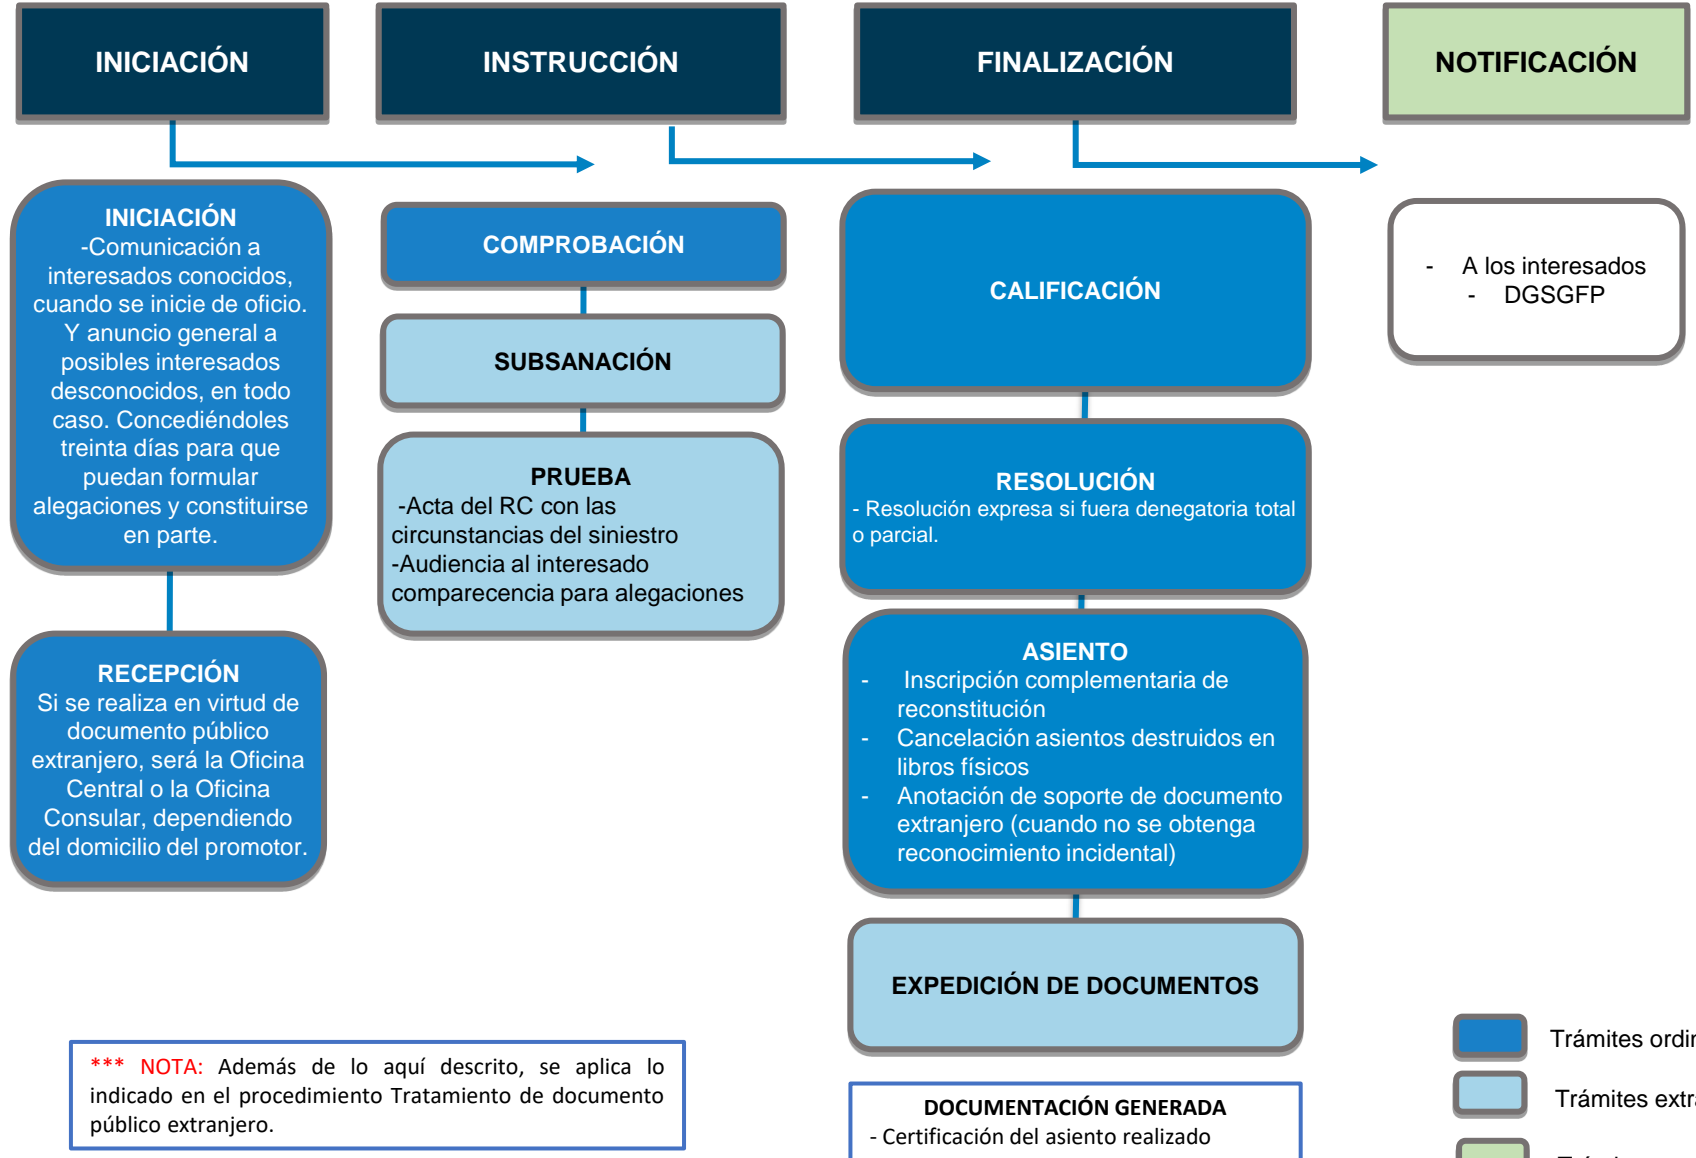 INICIACIÓN
INSTRUCCIÓN
FINALIZACIÓN
NOTIFICACIÓN
INICIACIÓN
-Comunicación a
interesados conocidos,
cuando se inicie de oficio.
Y anuncio general a
posibles interesados
desconocidos, en todo
caso. Concediéndoles
treinta días para que
puedan formular
alegaciones y constituirse
en parte.
RECEPCIÓN
Si se realiza en virtud de
documento público
extranjero, será la Oficina
Central o la Oficina
Consular, dependiendo
del domicilio del promotor.
COMPROBACIÓN
SUBSANACIÓN
PRUEBA
-Acta del RC con las
circunstancias del siniestro
-Audiencia al interesado
comparecencia para alegaciones
CALIFICACIÓN
RESOLUCIÓN
- Resolución expresa si fuera denegatoria total
o parcial.
ASIENTO
- Inscripción complementaria de
reconstitución
- Cancelación asientos destruidos en
libros físicos
- Anotación de soporte de documento
extranjero (cuando no se obtenga
reconocimiento incidental)
EXPEDICIÓN DE DOCUMENTOS
- A los interesados
- DGSGFP
*** NOTA: Además de lo aquí descrito, se aplica lo
indicado en el procedimiento Tratamiento de documento
público extranjero.
DOCUMENTACIÓN GENERADA
- Certificación del asiento realizado
Trámites
Trámites